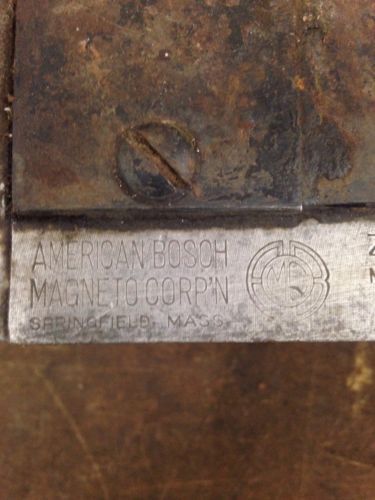 AMERICAN BOSCH
MAGNETO CORP'N
SPRINGFIELD, MASS.